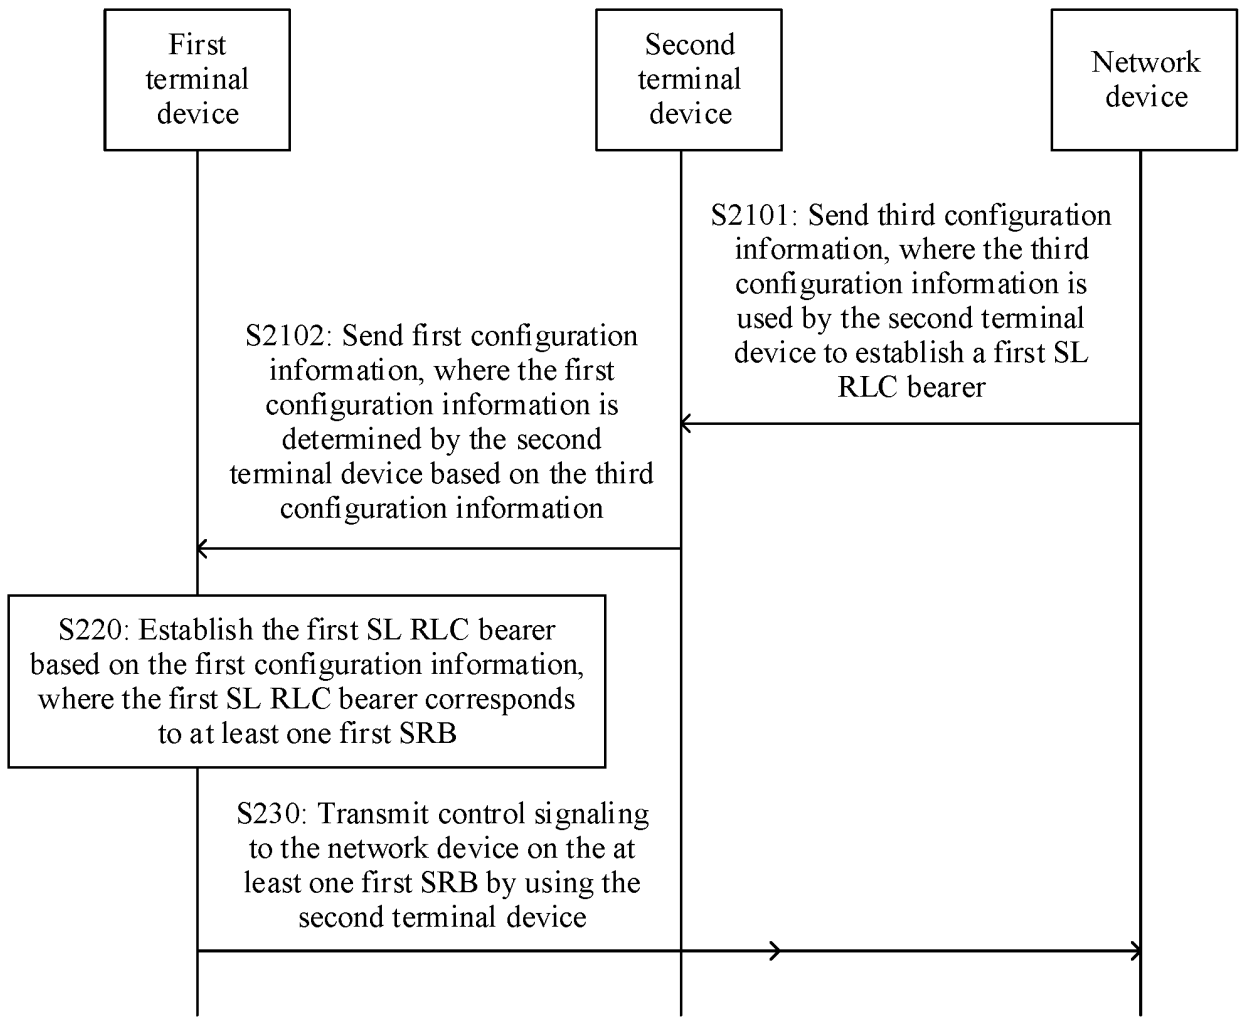 First
terminal
device
Second
terminal
device
Network
device
S2101: Send third configuration
information, where the third
configuration information is
used by the second terminal
device to establish a first SL
RLC bearer
S2102: Send first configuration
information, where the first
configuration information is
determined by the second
terminal device based on the third
configuration information
S220: Establish the first SL RLC bearer
based on the first configuration information,
where the first SL RLC bearer corresponds
to at least one first SRB
S230: Transmit control signaling
to the network device on the at
least one first SRB by using the
second terminal device